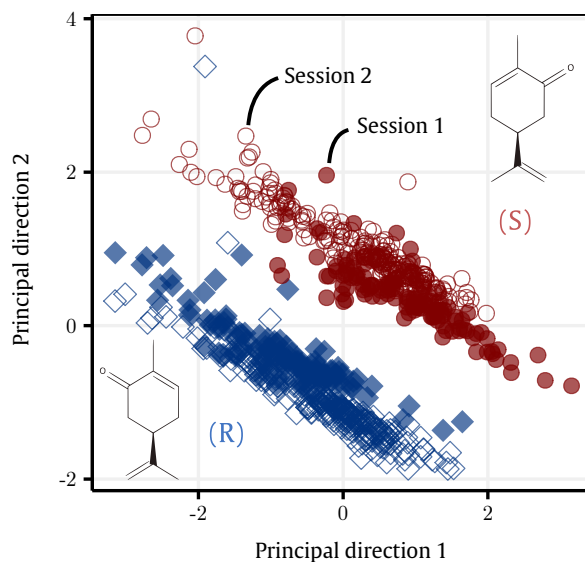 4
Session 2
Session 1
O
2
(S)
Principal direction 2
0
O
(R)
-2
-2
0
2
Principal direction 1